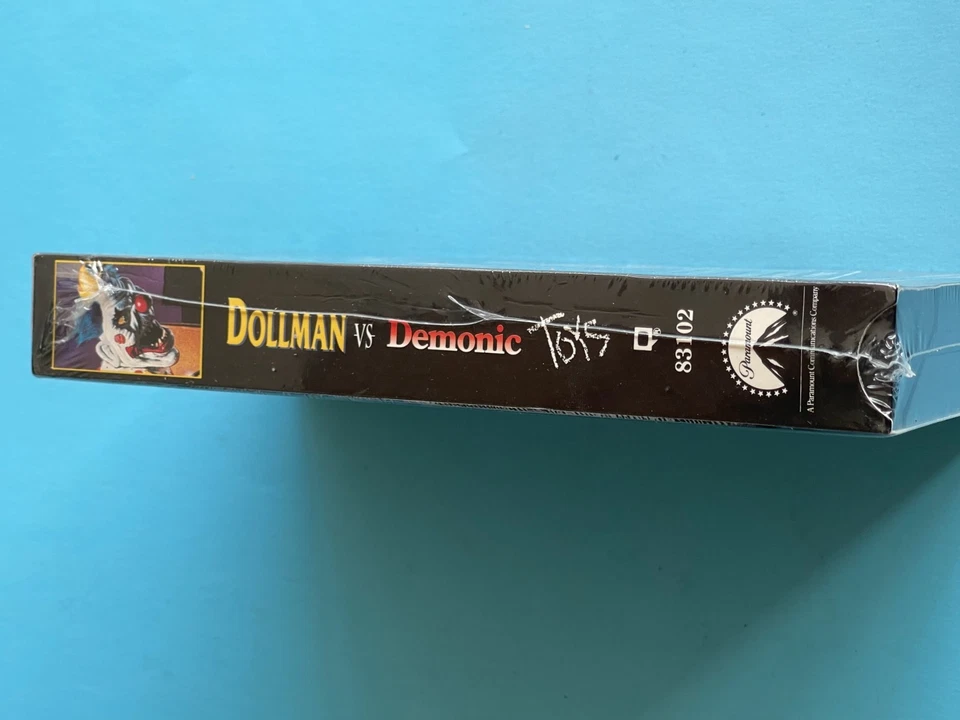 DOLLMAN VS Demonic TOYS
83102
Paramount
A Paramount Communications Company